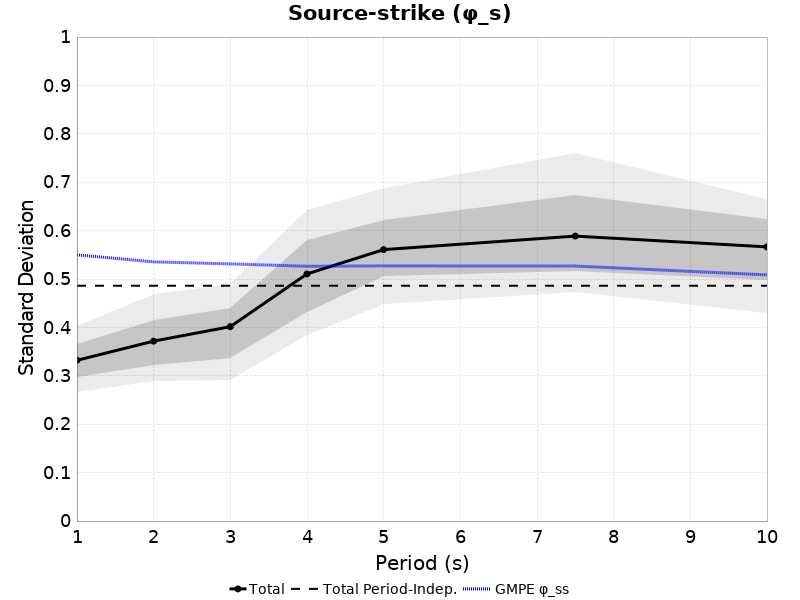 Source-strike (φ_s)
1
0.9
0.8
0.7
0.6
0.5
0.4
0.3
0.2
0.1
0
Standard Deviation
1 2 3 4 5 6 7 8 9 10
Period (s)
Total Total Period-Indep. GMPE φ_ss